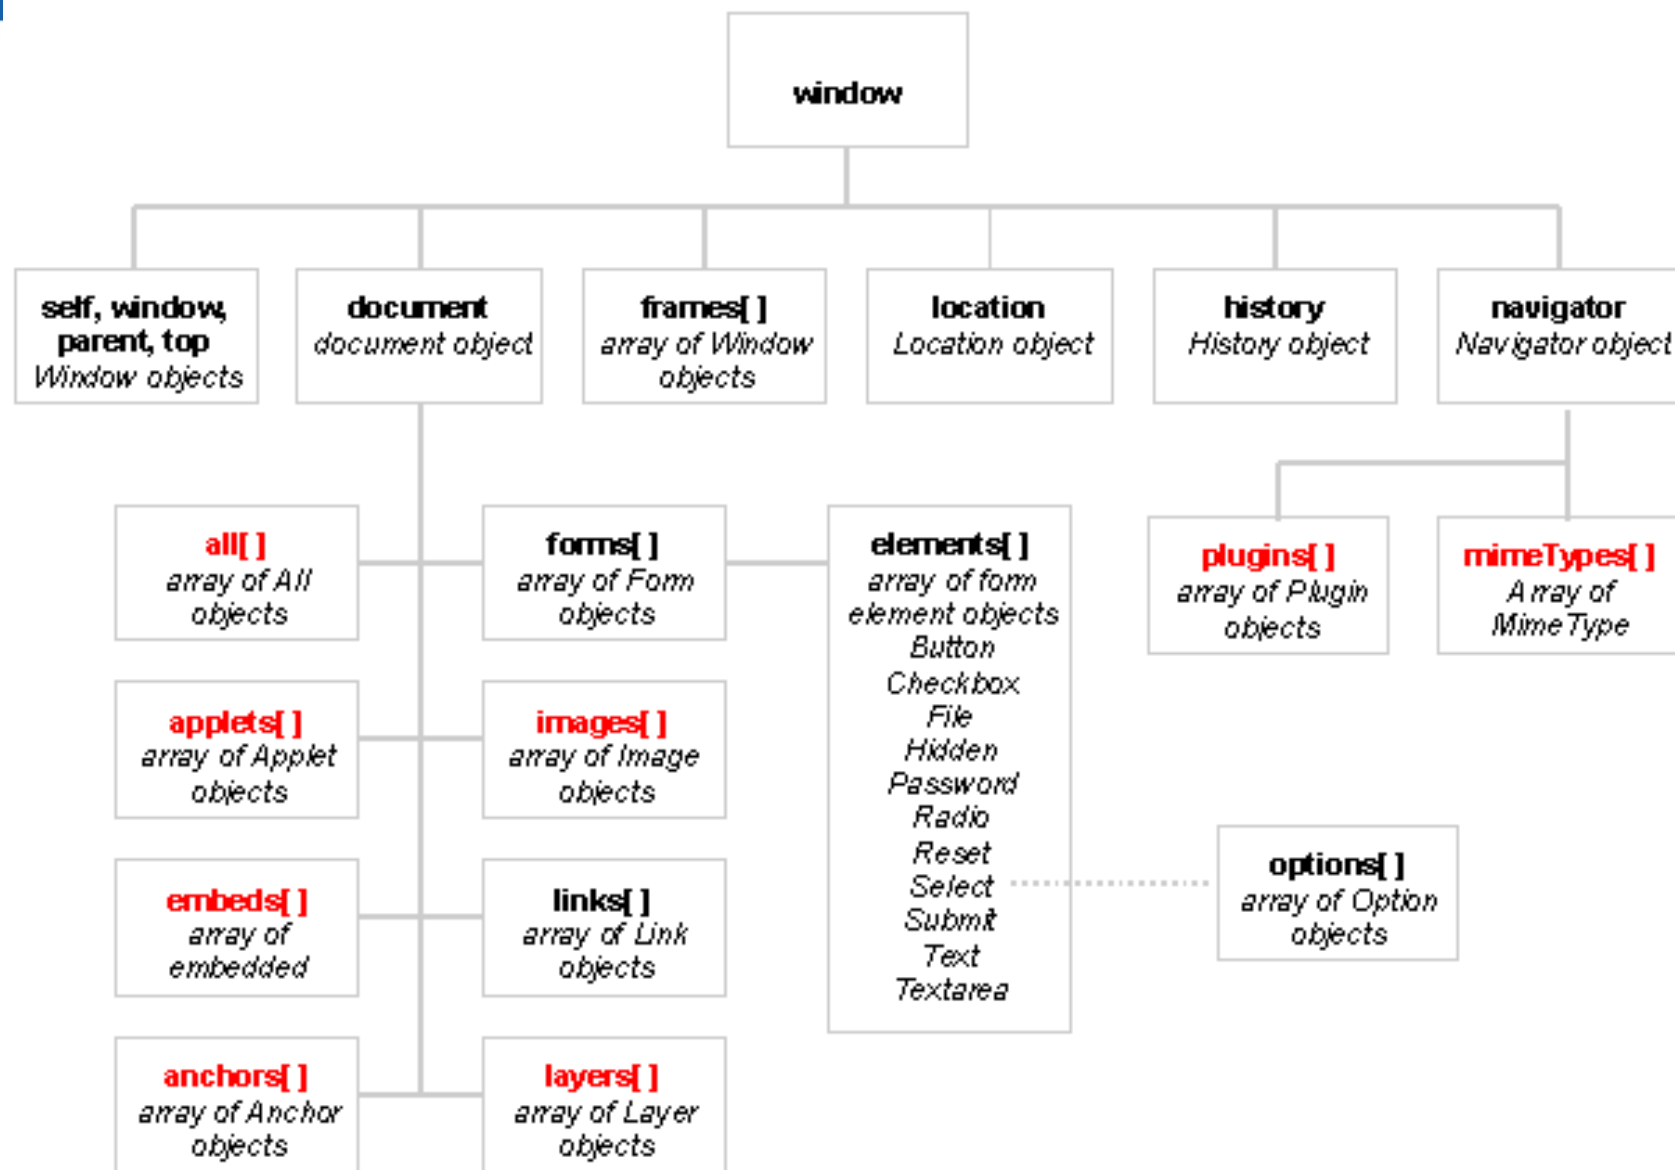 window
self, window,
parent, top
Window objects
document
document object
frames[ ]
array of Window
objects
location
Location object
history
History object
navigator
Navigator object
all[ ]
array of All
objects
forms[ ]
array of Form
objects
elements[ ]
array of form
element objects
Button
Checkbox
File
Hidden
Password
Radio
Reset
Select
Submit
Text
Textarea
plugins[ ]
array of Plugin
objects
mimeTypes[ ]
Array of
MimeType
applets[ ]
array of Applet
objects
images[ ]
array of Image
objects
options[ ]
array of Option
objects
embeds[ ]
array of
embedded
links[ ]
array of Link
objects
anchors[ ]
array of Anchor
objects
layers[ ]
array of Layer
objects